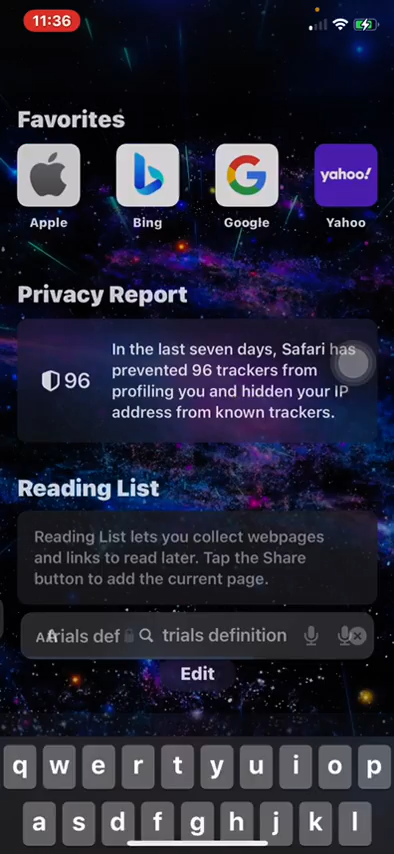 11:36
Favorites
yahoo!
Apple
Bing
Google
Yahoo
Privacy Report
96
In the last seven days, Safari has
prevented 96 trackers from
profiling you and hidden your IP
address from known trackers.
Reading List
Reading List lets you collect webpages
and links to read later. Tap the Share
button to add the current page.
trials def
trials definition
Edit
q w e r t y u i o p
a s d f g h j k l